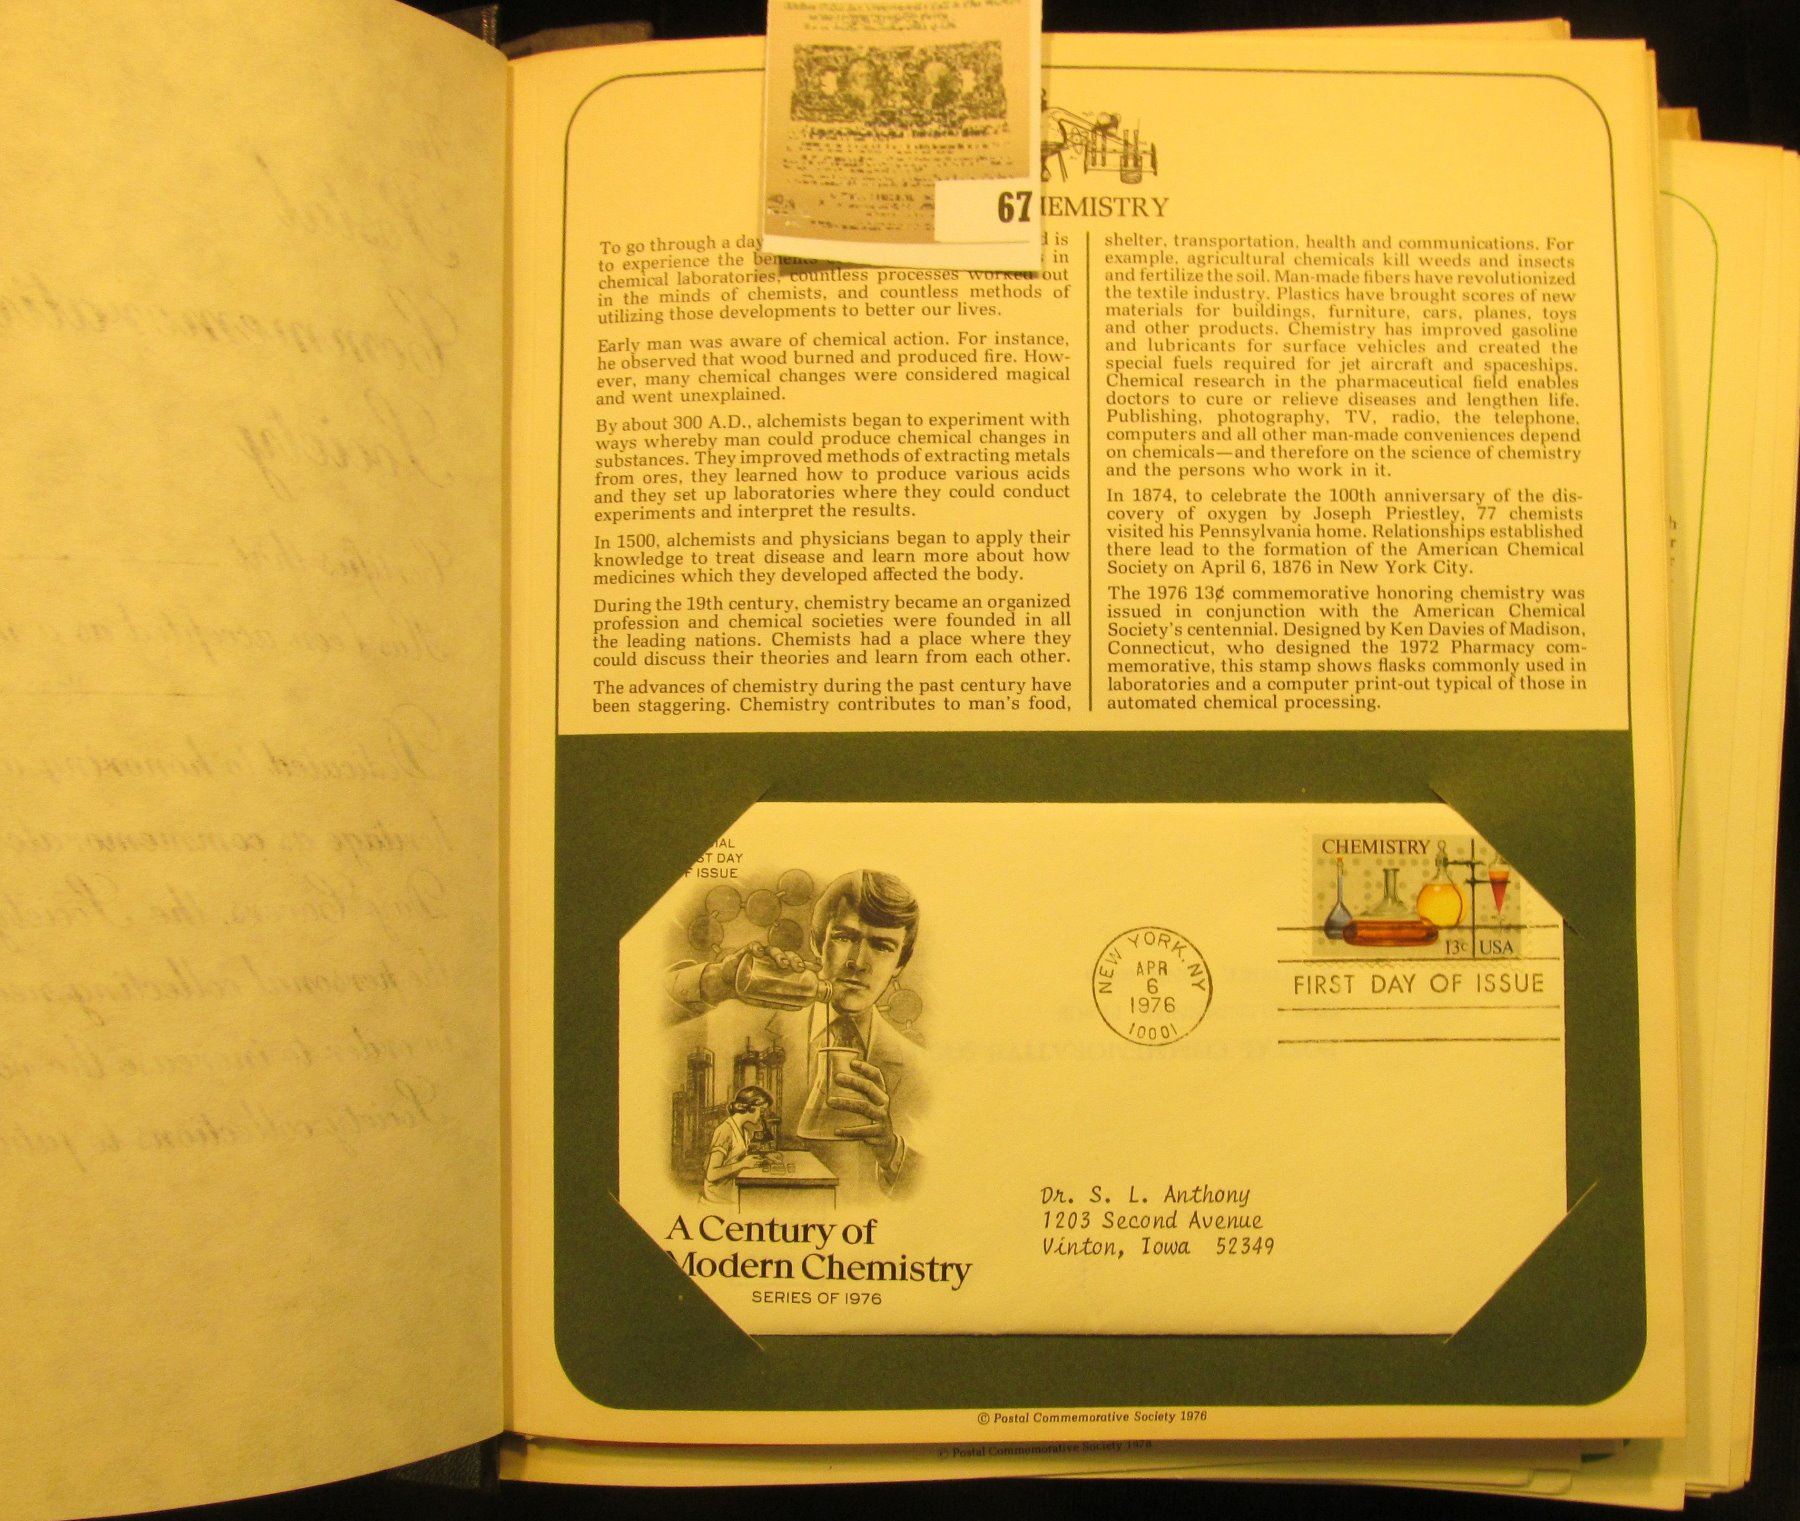 67
HEMISTRY
To go through a day
d is
to experience the benefits
s in
chemical laboratories, countless processes worked out
in the minds of chemists, and countless methods of
utilizing those developments to better our lives.
Early man was aware of chemical action. For instance,
he observed that wood burned and produced fire. How-
ever, many chemical changes were considered magical
and went unexplained.
By about 300 A.D., alchemists began to experiment with
ways whereby man could produce chemical changes in
substances. They improved methods of extracting metals
from ores, they learned how to produce various acids
and they set up laboratories where they could conduct
experiments and interpret the results.
In 1500, alchemists and physicians began to apply their
knowledge to treat disease and learn more about how
medicines which they developed affected the body.
During the 19th century, chemistry became an organized
profession and chemical societies were founded in all
the leading nations. Chemists had a place where they
could discuss their theories and learn from each other.
The advances of chemistry during the past century have
been staggering. Chemistry contributes to man's food,
shelter, transportation, health and communications. For
example, agricultural chemicals kill weeds and insects
and fertilize the soil. Man-made fibers have revolutionized
the textile industry. Plastics have brought scores of new
materials for buildings, furniture, cars, planes, toys
and other products. Chemistry has improved gasoline
and lubricants for surface vehicles and created the
special fuels required for jet aircraft and spaceships.
Chemical research in the pharmaceutical field enables
doctors to cure or relieve diseases and lengthen life.
Publishing, photography, TV, radio, the telephone,
computers and all other man-made conveniences depend
on chemicals—and therefore on the science of chemistry
and the persons who work in it.
In 1874, to celebrate the 100th anniversary of the dis-
covery of oxygen by Joseph Priestley, 77 chemists
visited his Pennsylvania home. Relationships established
there lead to the formation of the American Chemical
Society on April 6, 1876 in New York City.
The 1976 13¢ commemorative honoring chemistry was
issued in conjunction with the American Chemical
Society's centennial. Designed by Ken Davies of Madison,
Connecticut, who designed the 1972 Pharmacy com-
memorative, this stamp shows flasks commonly used in
laboratories and a computer print-out typical of those in
automated chemical processing.
IAL
ST DAY
F ISSUE
CHEMISTRY
13c USA
NEW YORK, NY
APR
6
1976
10001
FIRST DAY OF ISSUE
Dr. S. L. Anthony
1203 Second Avenue
Vinton, Iowa 52349
A Century of
Modern Chemistry
SERIES OF 1976
© Postal Commemorative Society 1976
© Postal Commemorative Society 1976